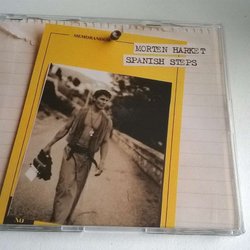 MEMORANDUM
MORTEN HARKET
SPANISH STEPS